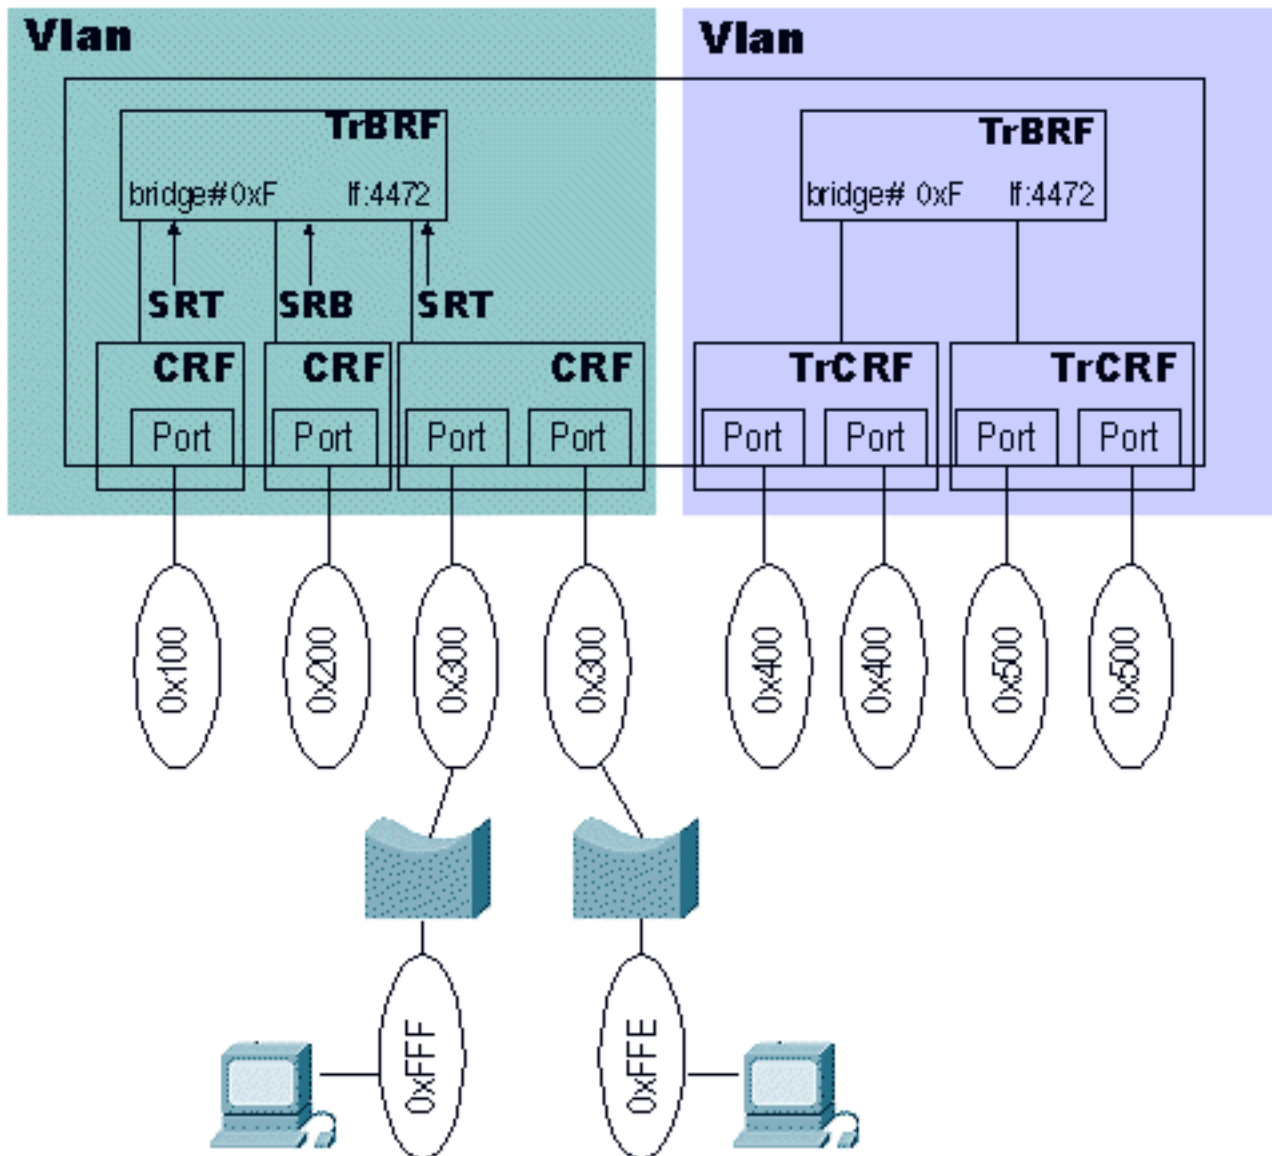 Vlan
Vlan
TrBRF
TrBRF
bridge# 0xF lf:4472
bridge# 0xF lf:4472
SRT SRB SRT
CRF CRF CRF TrCRF TrCRF
Port Port Port Port Port Port Port Port
0x100 0x200 0x300 0x300 0x400 0x400 0x500 0x500
0xFFF 0xFFE